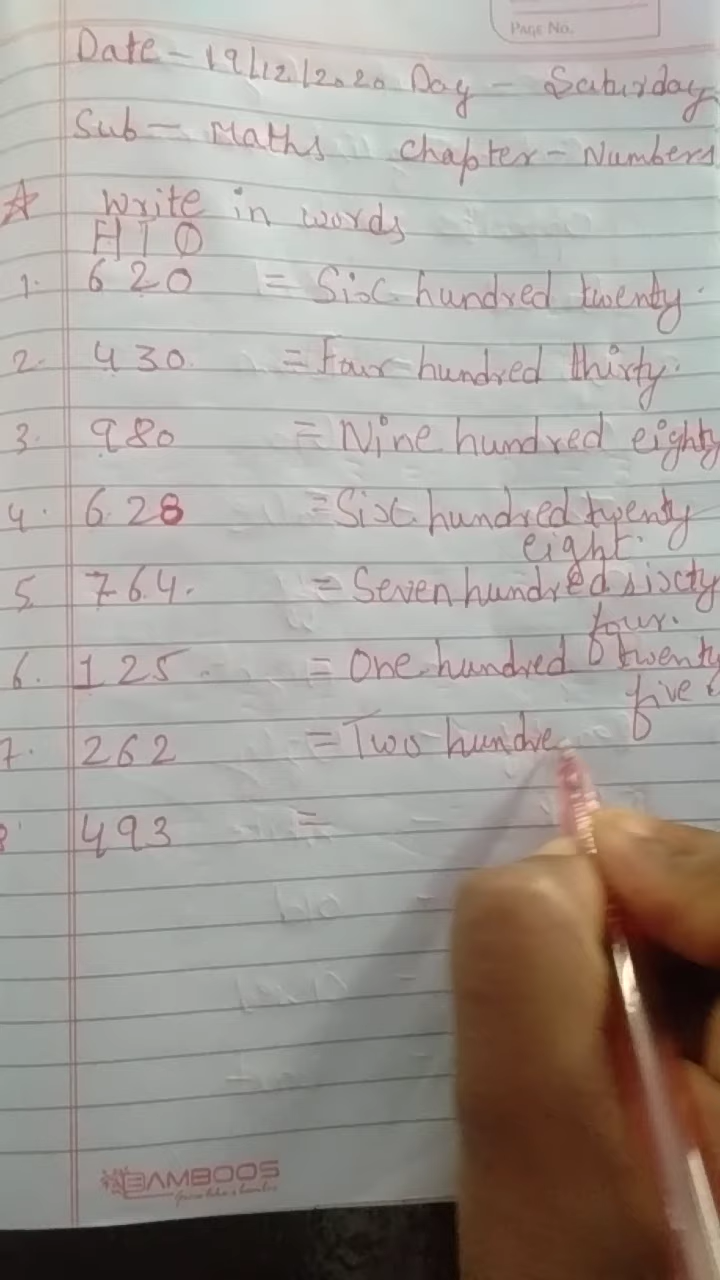 PAGE No.
Date - 19/12/2020 Day - Saturday
Sub - Maths Chapter - Numbers
☆ Write in words
H T O
1. 620 = Six hundred twenty.
2. 430 = Four hundred thirty.
3. 980 = Nine hundred eighty
4. 628 = Six hundred twenty
eight.
5. 764. = Seven hundred sixty
four.
6. 125 = One hundred twenty
five
7. 262 = Two hundre
8. 493 =
BAMBOOS